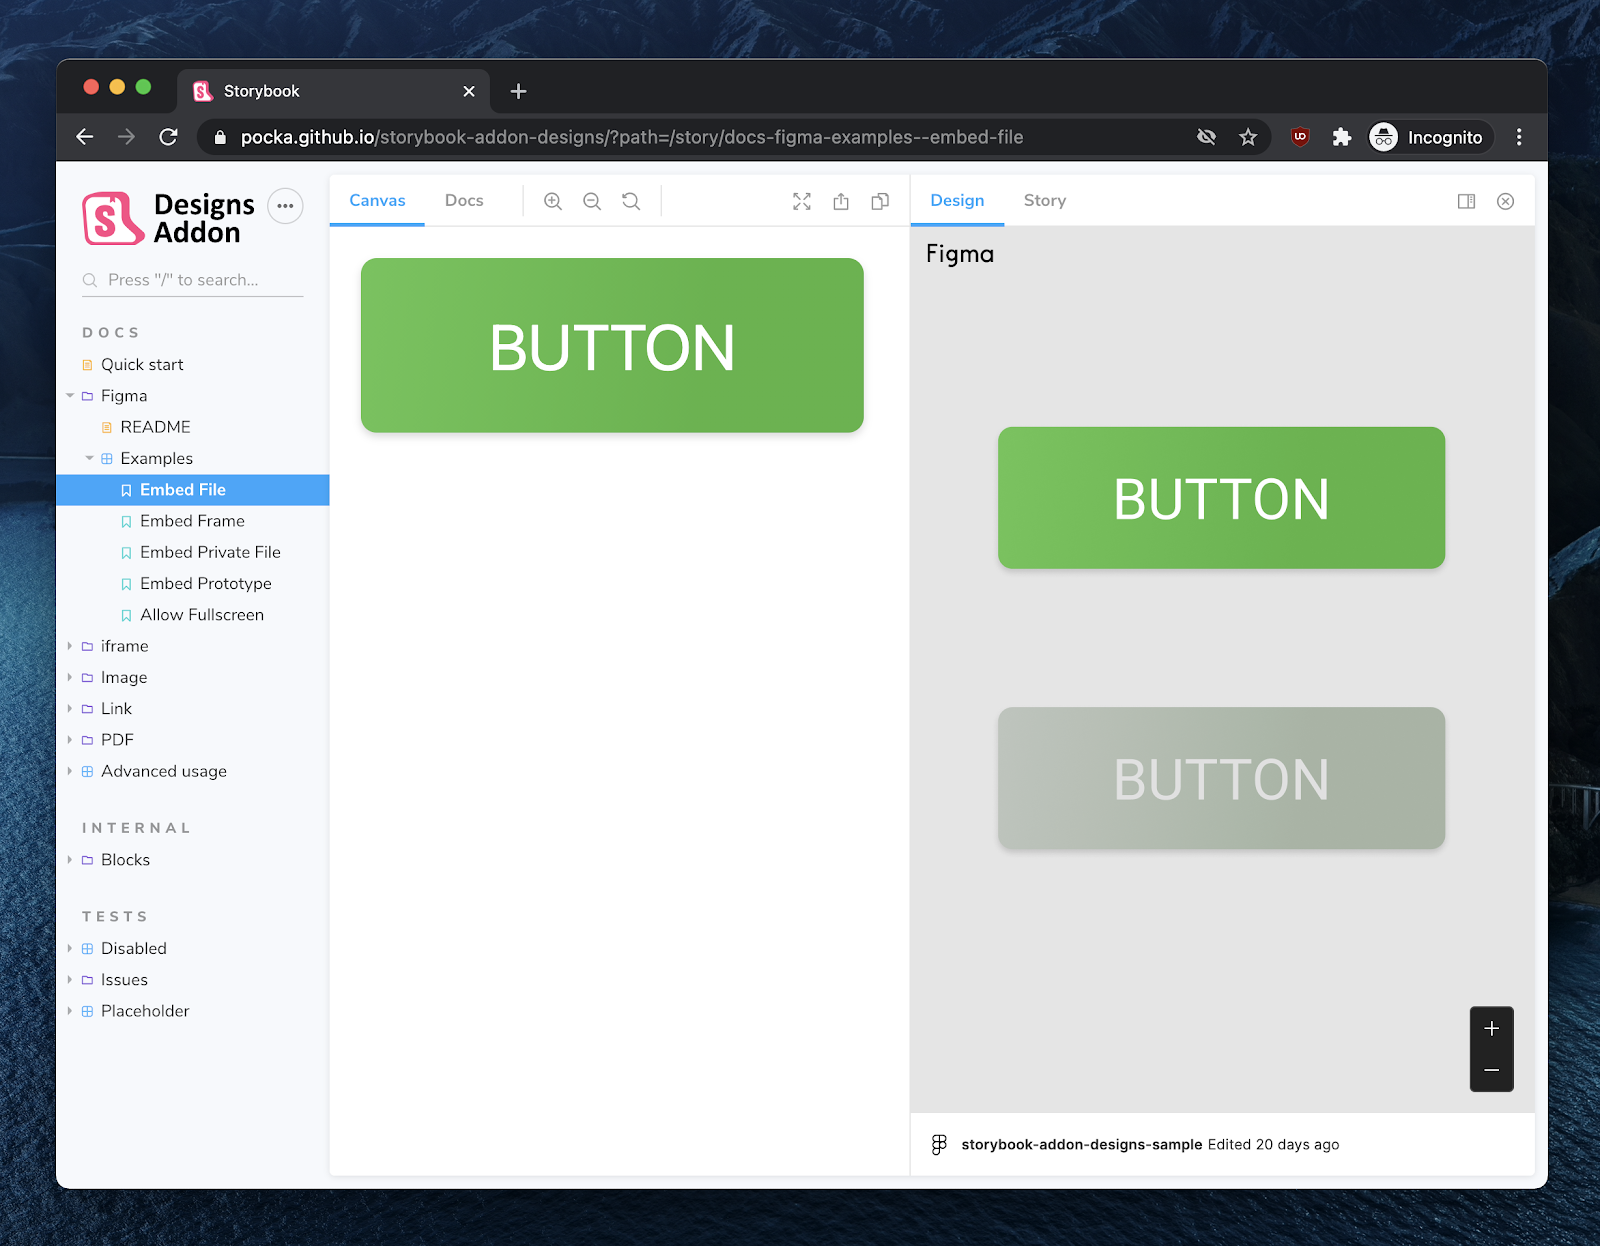 Storybook
pocka.github.io/storybook-addon-designs/?path=/story/docs-figma-examples--embed-file
Incognito
Designs
Addon
Press "/" to search...
DOCS
Quick start
Figma
README
Examples
Embed File
Embed Frame
Embed Private File
Embed Prototype
Allow Fullscreen
iframe
Image
Link
PDF
Advanced usage
INTERNAL
Blocks
TESTS
Disabled
Issues
Placeholder
Canvas
Docs
BUTTON
Design
Story
Figma
BUTTON
BUTTON
storybook-addon-designs-sample Edited 20 days ago